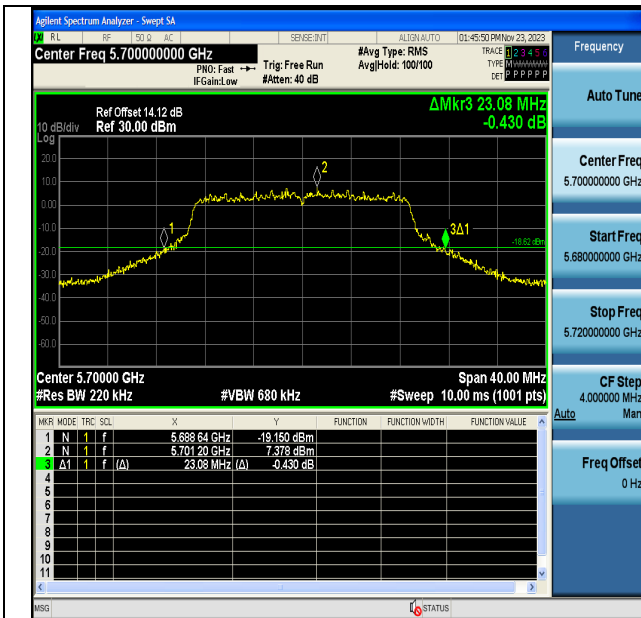 Agilent Spectrum Analyzer - Swept SA
RL RF 50 Ω AC SENSE:INT ALIGN AUTO 01:45:50 PM Nov 23, 2023
Center Freq 5.700000000 GHz
PNO: Fast
IFGain:Low
Trig: Free Run
#Atten: 40 dB
#Avg Type: RMS
Avg|Hold: 100/100
TRACE 1 2 3 4 5 6
TYPE MWWWWW
DET P P P P P P
Ref Offset 14.12 dB
10 dB/div Ref 30.00 dBm
Log
ΔMkr3 23.08 MHz
-0.430 dB
20.0
10.0
0.00
-10.0
-20.0
-30.0
-40.0
-50.0
-60.0
1
2
3Δ1
-18.62 dBm
Center 5.70000 GHz Span 40.00 MHz
#Res BW 220 kHz #VBW 680 kHz #Sweep 10.00 ms (1001 pts)
MKR MODE TRC SCL X Y FUNCTION FUNCTION WIDTH FUNCTION VALUE
1 N 1 f 5.688 64 GHz -19.150 dBm
2 N 1 f 5.701 20 GHz 7.378 dBm
3 Δ1 1 f (Δ) 23.08 MHz (Δ) -0.430 dB
4
5
6
7
8
9
10
11
MSG STATUS
Frequency
Auto Tune
Center Freq
5.700000000 GHz
Start Freq
5.680000000 GHz
Stop Freq
5.720000000 GHz
CF Step
4.000000 MHz
Auto Man
Freq Offset
0 Hz